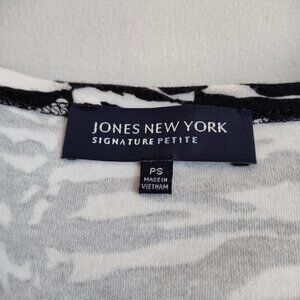 JONES NEW YORK
SIGNATURE PETITE
PS
MADE IN
VIETNAM